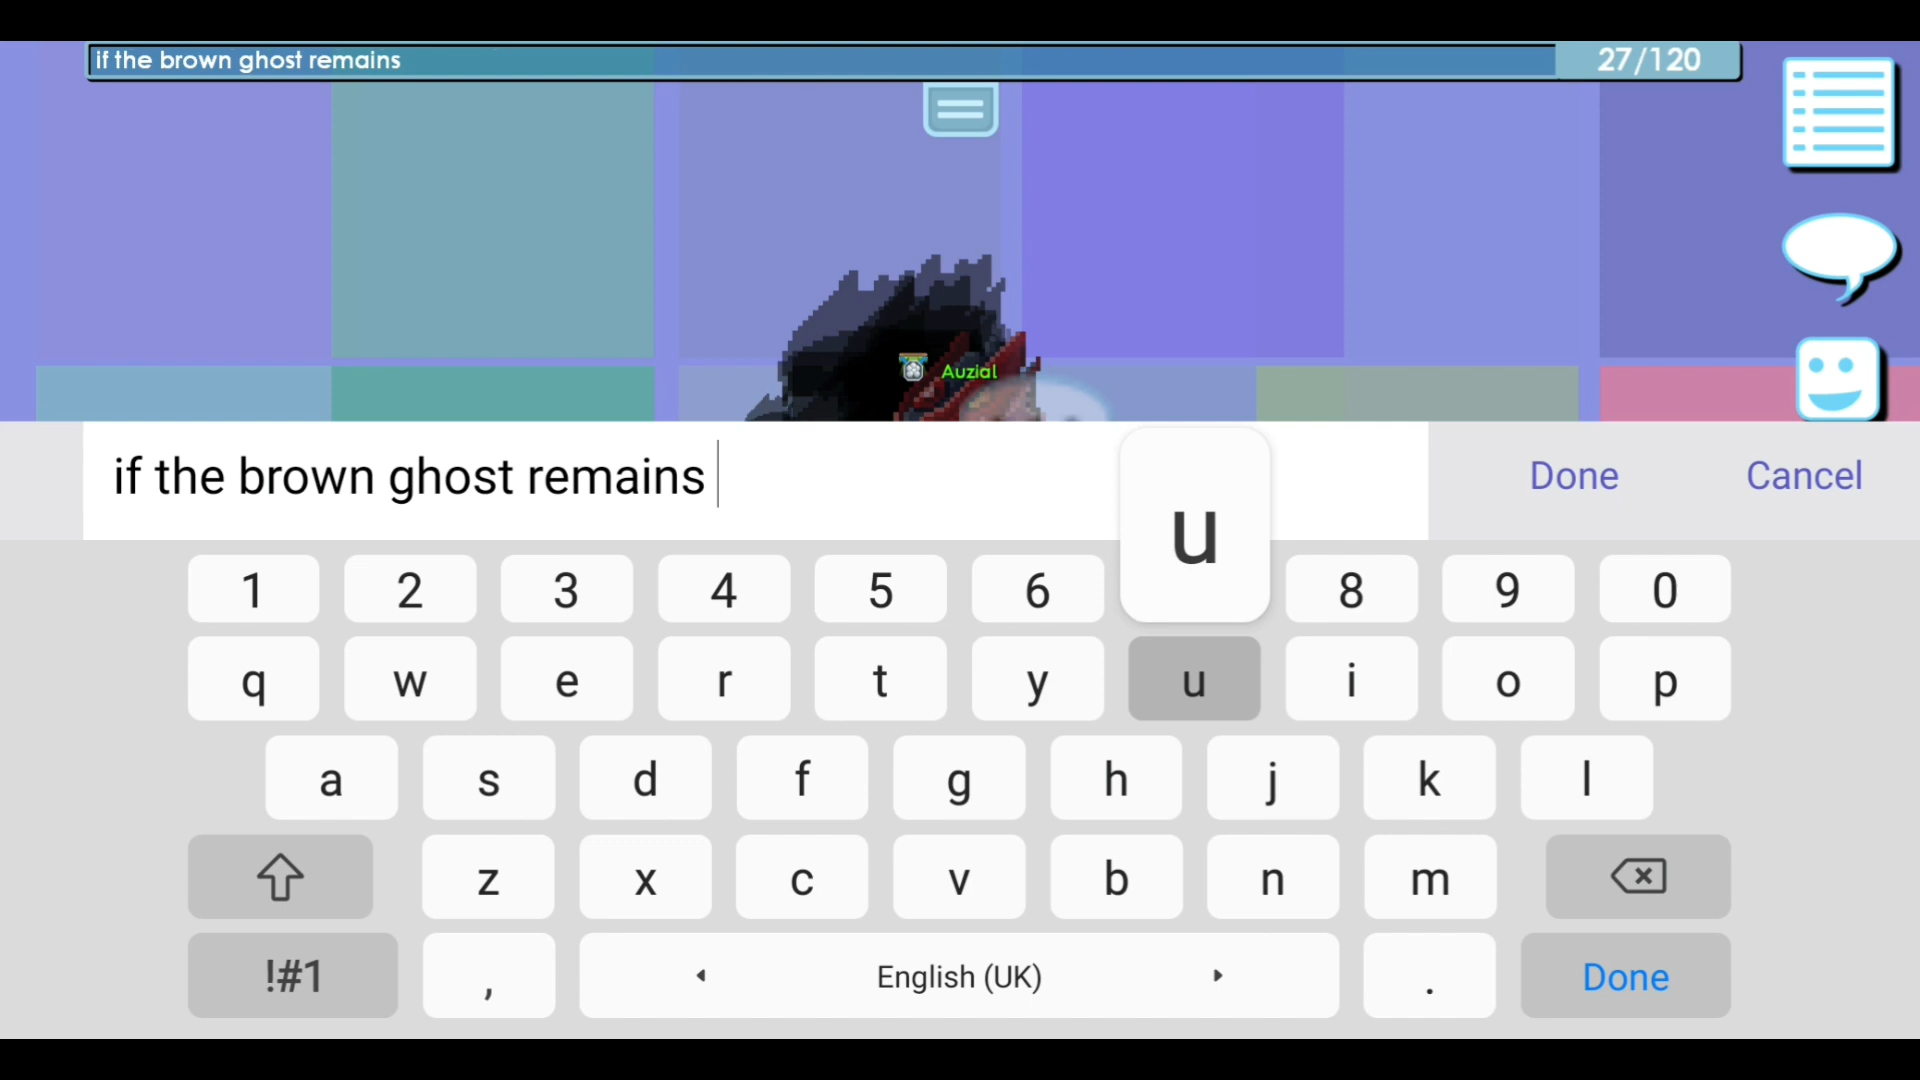 if the brown ghost remains 27/120
Auzial
if the brown ghost remains Done Cancel
u
1 2 3 4 5 6 8 9 0
q w e r t y u i o p
a s d f g h j k l
z x c v b n m
!#1 , English (UK) . Done